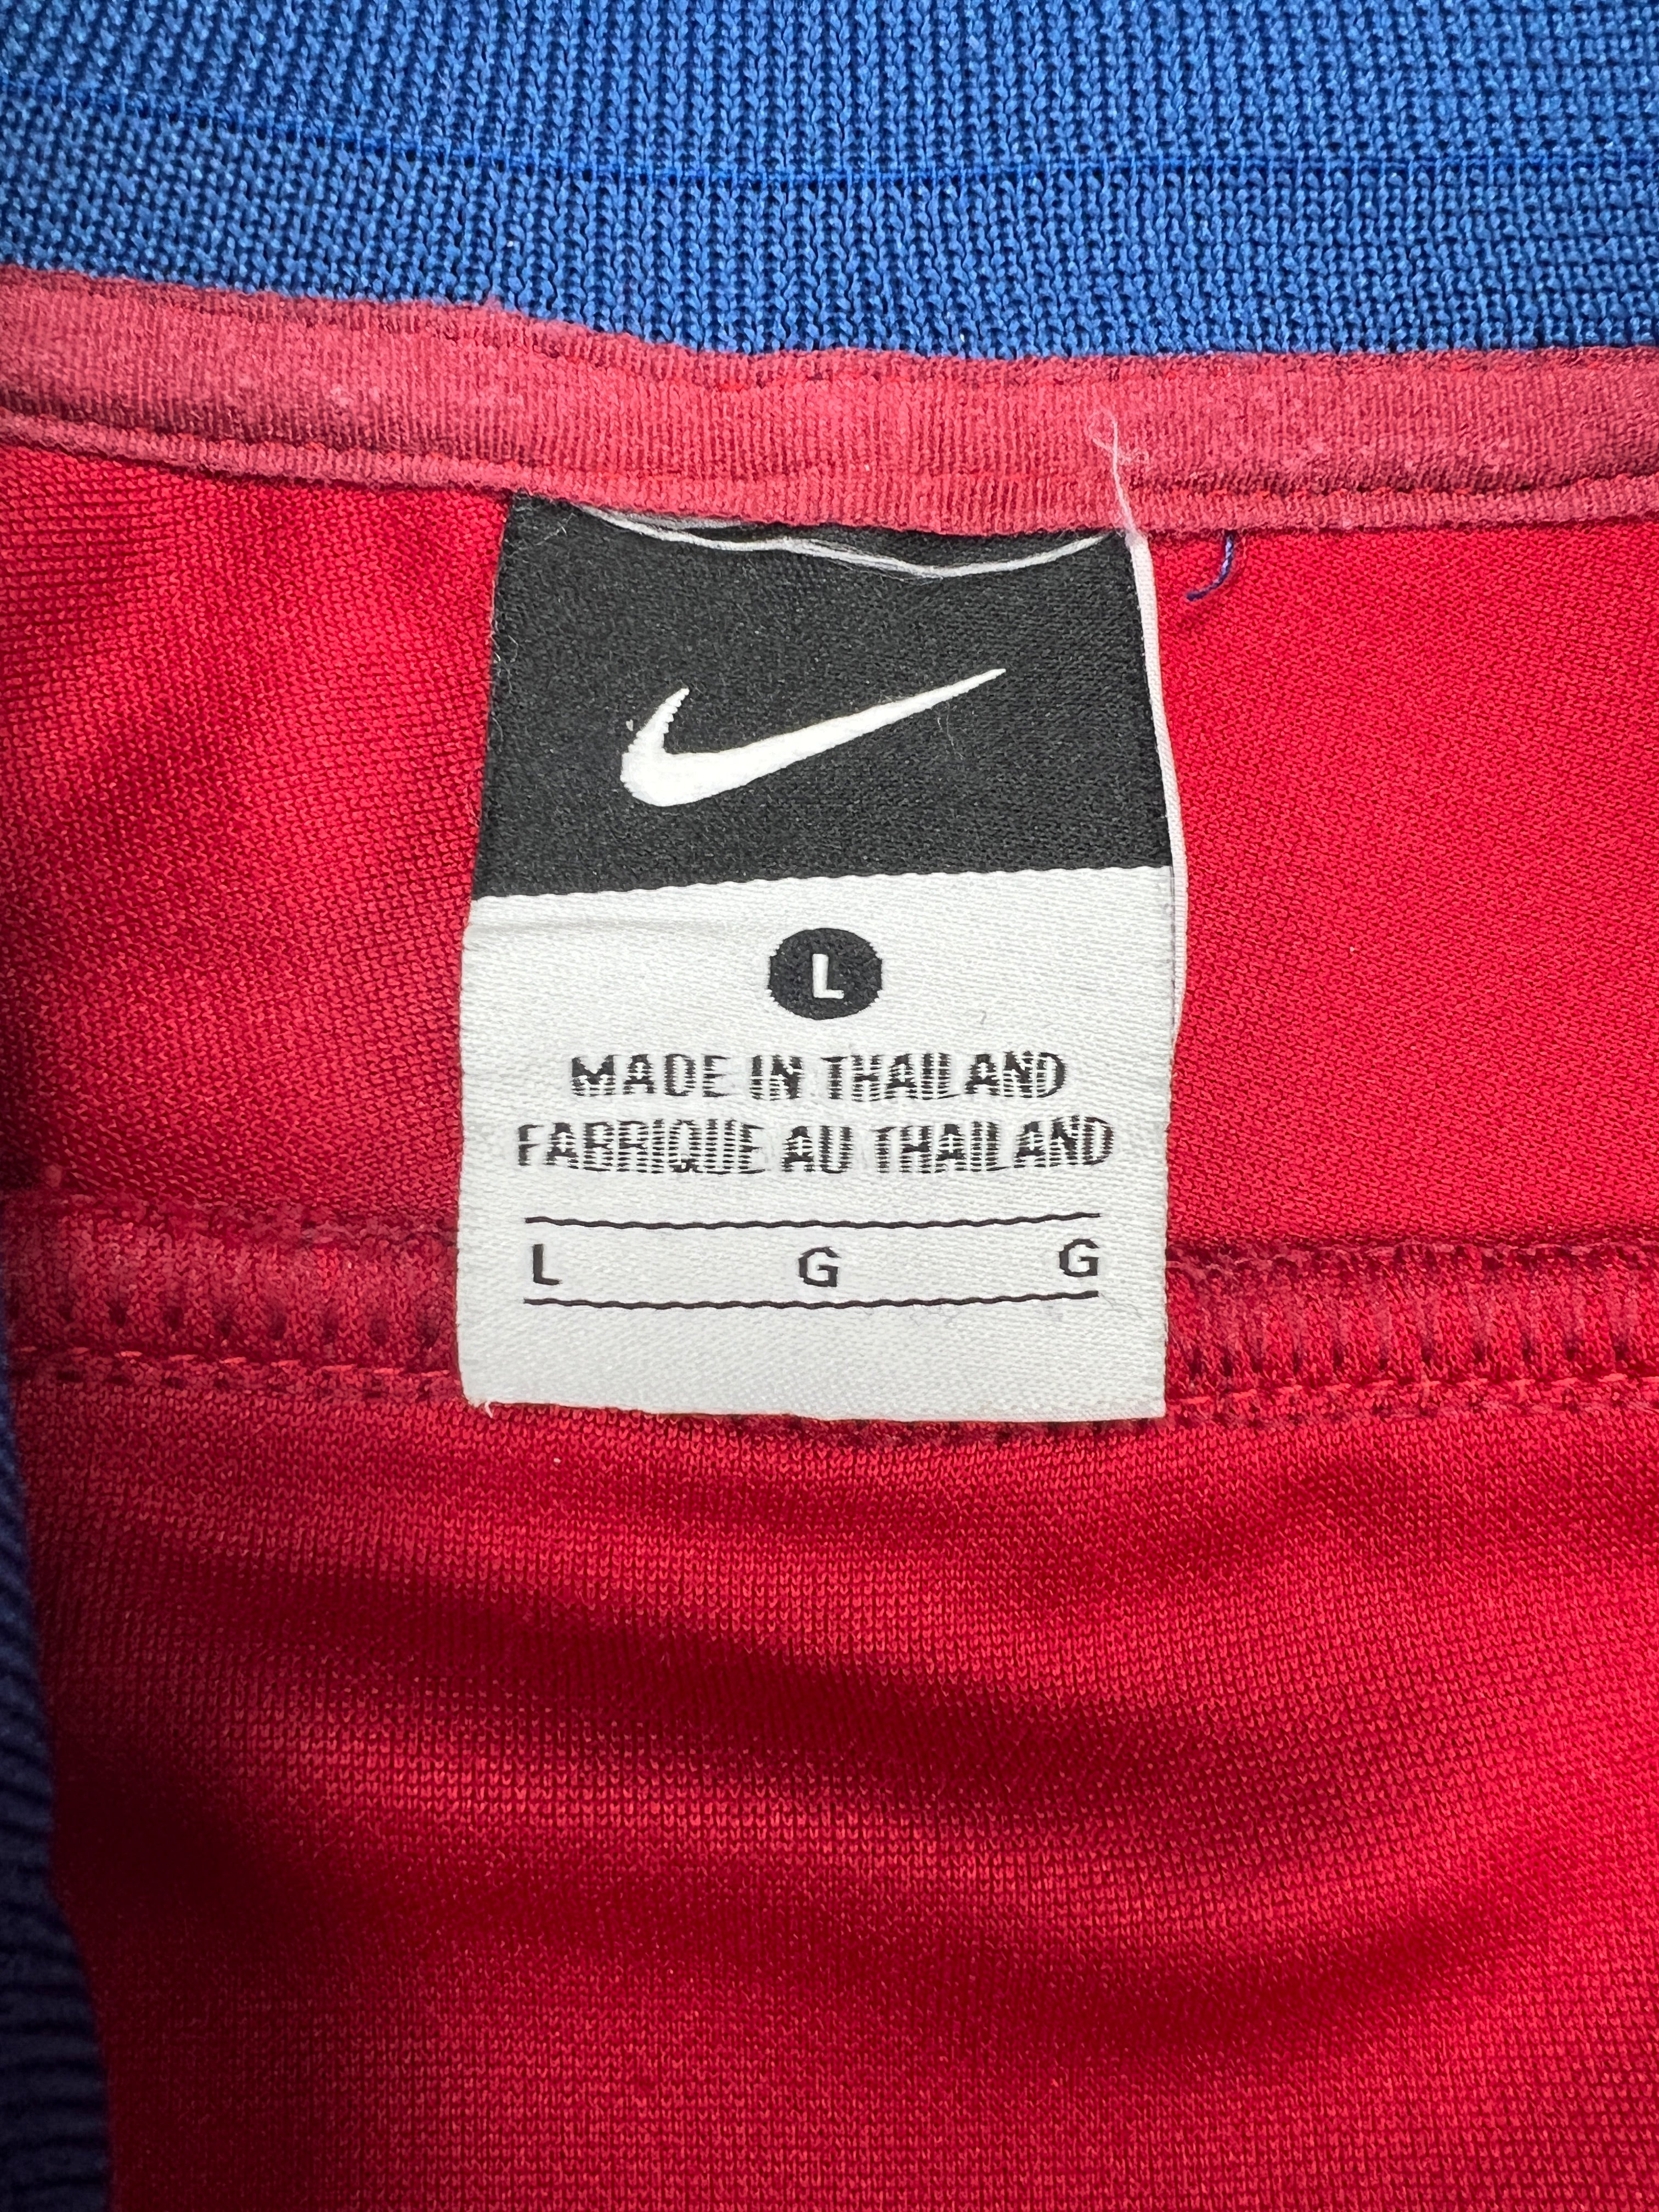 L
MADE IN THAILAND
FABRIQUE AU THAILAND
L G G